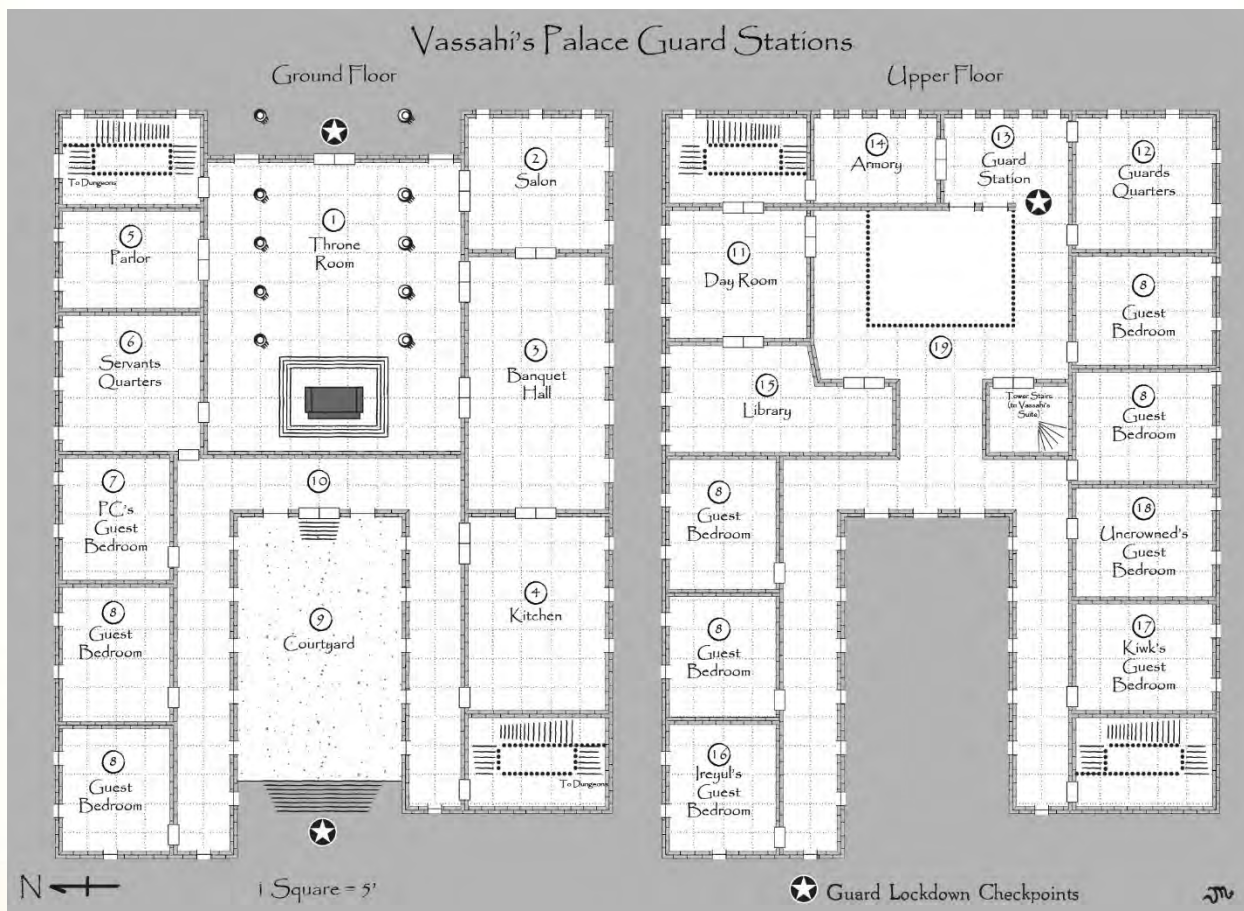 Vassahi's Palace Guard Stations
Ground Floor
To Dungeons
1
Throne
Room
2
Salon
3
Banquet
Hall
4
Kitchen
5
Parlor
6
Servants
Quarters
7
PC's
Guest
Bedroom
8
Guest
Bedroom
8
Guest
Bedroom
9
Courtyard
10
To Dungeons
Upper Floor
14
Armory
13
Guard
Station
12
Guards
Quarters
11
Day Room
8
Guest
Bedroom
19
15
Library
Tower Stairs
(to Vassahi's
Suite)
8
Guest
Bedroom
8
Guest
Bedroom
18
Uncrowned's
Guest
Bedroom
8
Guest
Bedroom
17
Kiwk's
Guest
Bedroom
16
Ireyul's
Guest
Bedroom
N
1 Square = 5'
Guard Lockdown Checkpoints